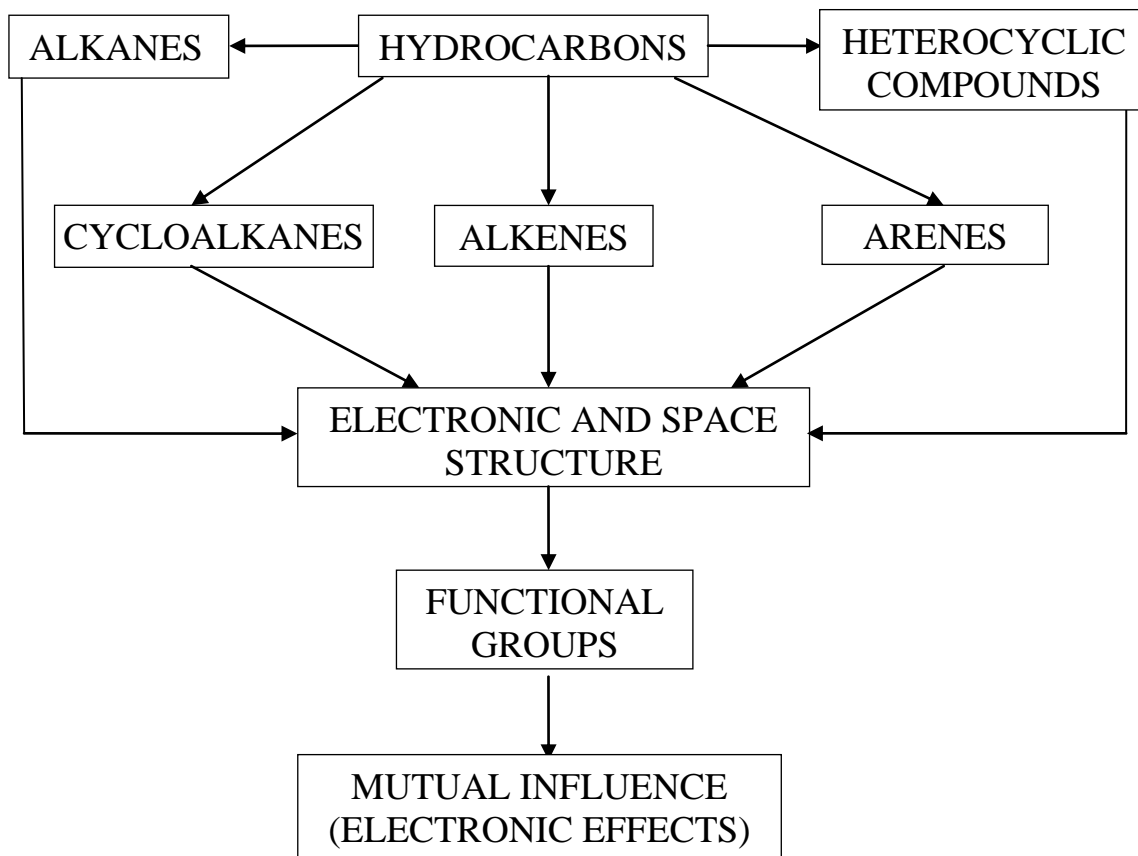 ALKANES
HYDROCARBONS
HETEROCYCLIC
COMPOUNDS
CYCLOALKANES
ALKENES
ARENES
ELECTRONIC AND SPACE
STRUCTURE
FUNCTIONAL
GROUPS
MUTUAL INFLUENCE
(ELECTRONIC EFFECTS)